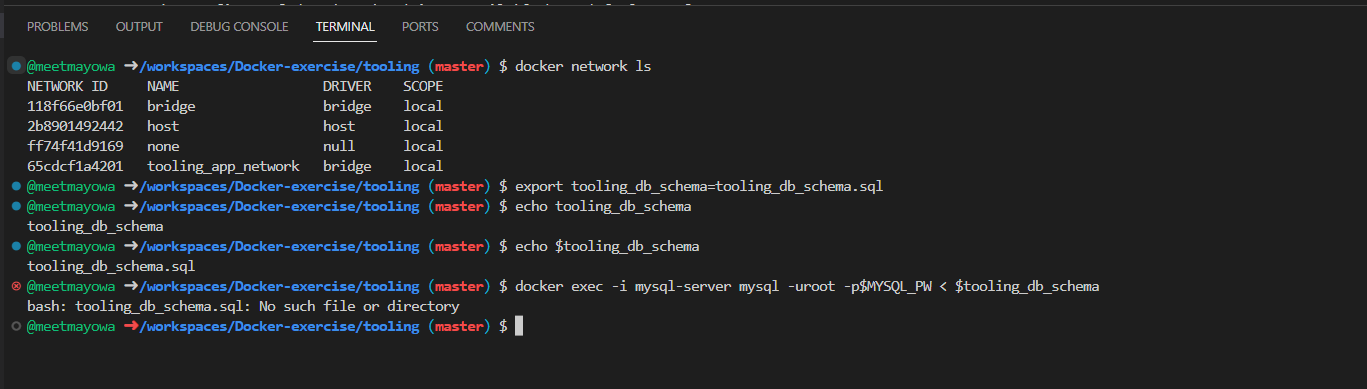 PROBLEMS OUTPUT DEBUG CONSOLE TERMINAL PORTS COMMENTS
@meetmayowa ➜/workspaces/Docker-exercise/tooling (master) $ docker network ls
NETWORK ID NAME DRIVER SCOPE
118f66e0bf01 bridge bridge local
2b8901492442 host host local
ff74f41d9169 none null local
65cdcf1a4201 tooling_app_network bridge local
@meetmayowa ➜/workspaces/Docker-exercise/tooling (master) $ export tooling_db_schema=tooling_db_schema.sql
@meetmayowa ➜/workspaces/Docker-exercise/tooling (master) $ echo tooling_db_schema
tooling_db_schema
@meetmayowa ➜/workspaces/Docker-exercise/tooling (master) $ echo $tooling_db_schema
tooling_db_schema.sql
@meetmayowa ➜/workspaces/Docker-exercise/tooling (master) $ docker exec -i mysql-server mysql -uroot -p$MYSQL_PW < $tooling_db_schema
bash: tooling_db_schema.sql: No such file or directory
@meetmayowa ➜/workspaces/Docker-exercise/tooling (master) $